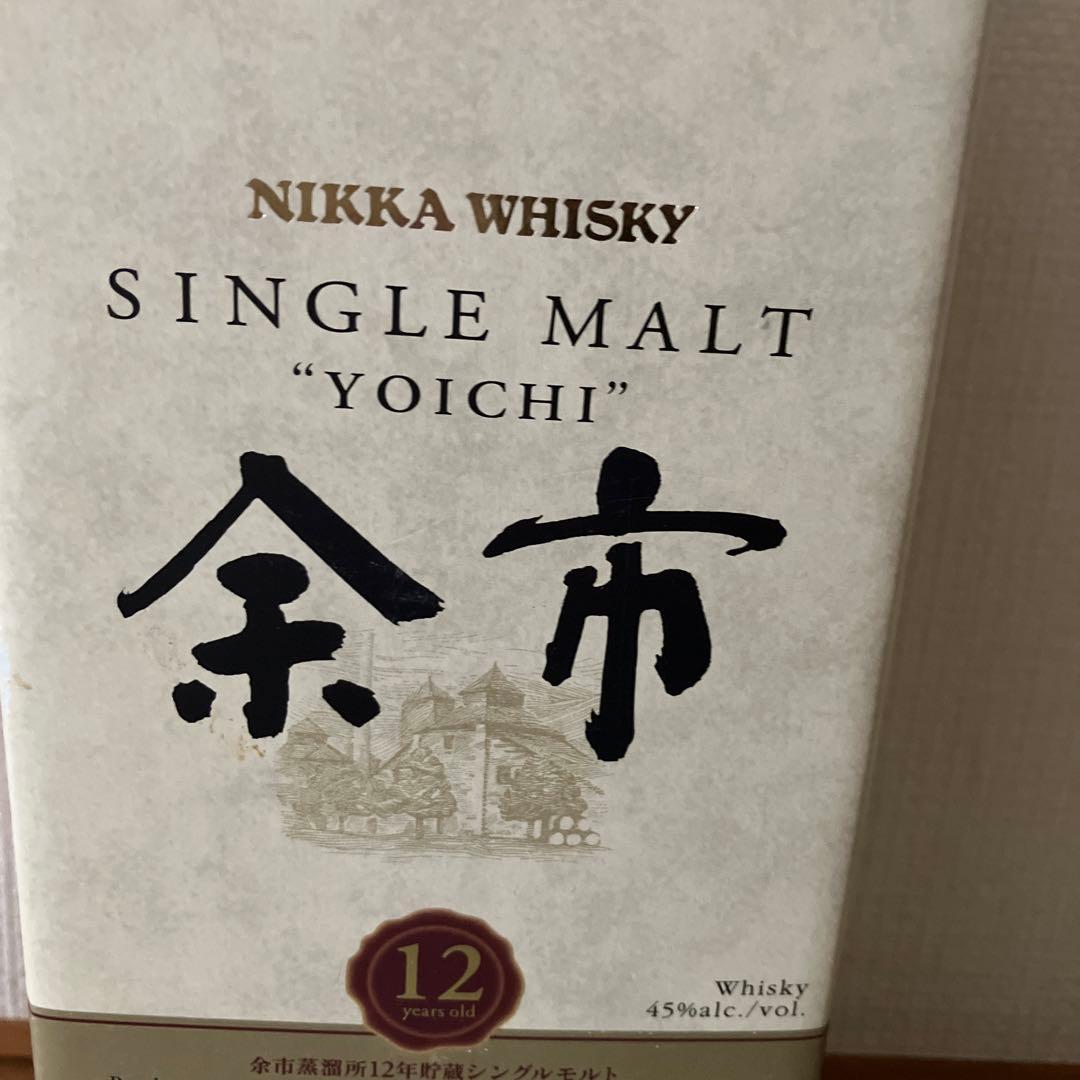 NIKKA WHISKY
SINGLE MALT
“YOICHI”
余市
12
years old
Whisky
45%alc./vol.
余市蒸溜所12年貯蔵シングルモルト